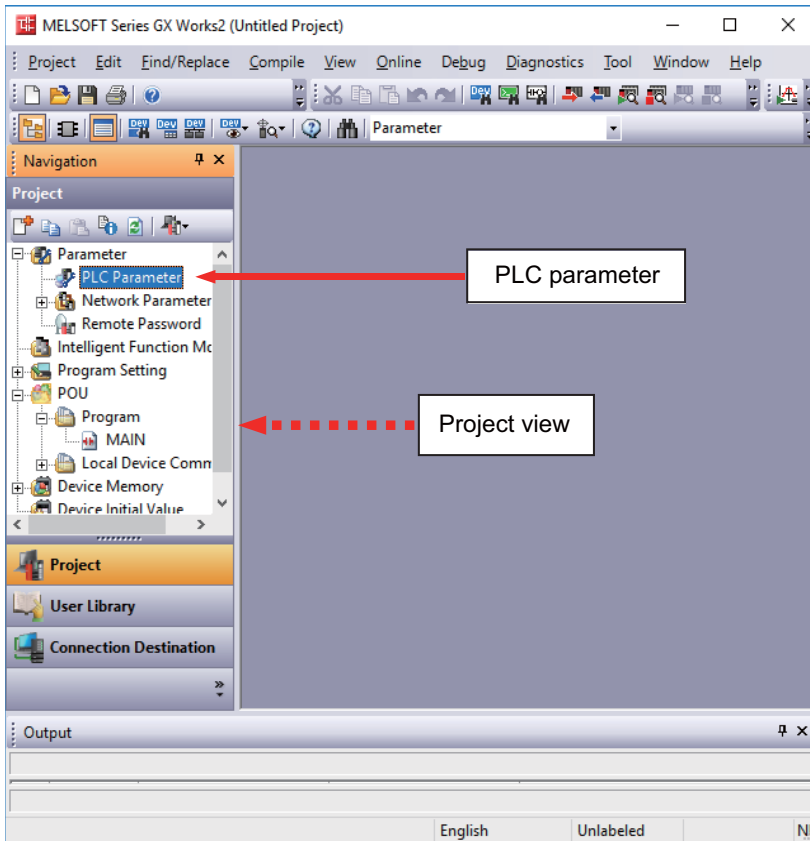 MELSOFT Series GX Works2 (Untitled Project)
Project Edit Find/Replace Compile View Online Debug Diagnostics Tool Window Help
Parameter
Navigation
Project
Parameter
PLC Parameter
PLC parameter
Network Parameter
Remote Password
Intelligent Function Mo
Program Setting
POU
Program
Project view
MAIN
Local Device Comm
Device Memory
Device Initial Value
Project
User Library
Connection Destination
Output
English Unlabeled